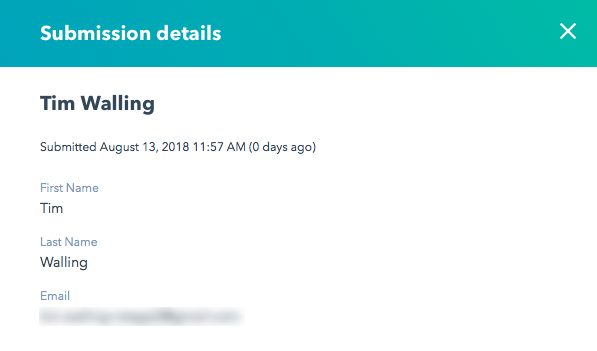 Submission details
Tim Walling
Submitted August 13, 2018 11:57 AM (0 days ago)
First Name
Tim
Last Name
Walling
Email